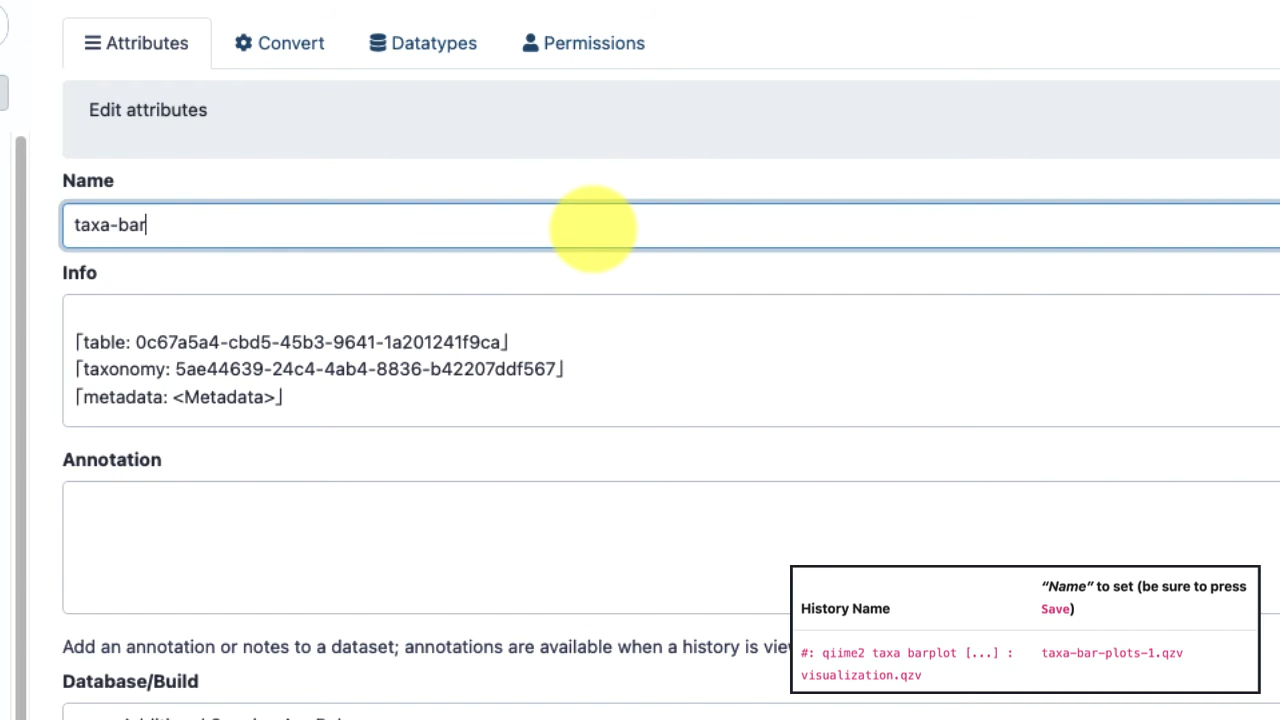 Attributes Convert Datatypes Permissions
Edit attributes
Name
taxa-bar
Info
⌈table: 0c67a5a4-cbd5-45b3-9641-1a201241f9ca⌋
⌈taxonomy: 5ae44639-24c4-4ab4-8836-b42207ddf567⌋
⌈metadata: <Metadata>⌋
Annotation
Add an annotation or notes to a dataset; annotations are available when a history is
Database/Build
History Name
“Name” to set (be sure to press
Save)
#: qiime2 taxa barplot [...] :
visualization.qzv
taxa-bar-plots-1.qzv